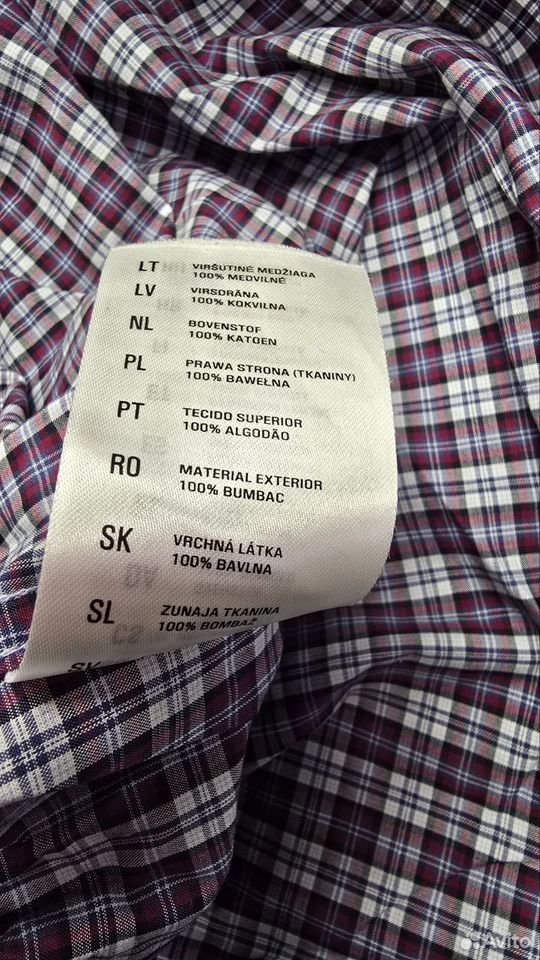 LT VIRŠUTINĖ MEDŽIAGA
100% MEDVILNĖ
LV VIRSDRĀNA
100% KOKVILNA
NL BOVENSTOF
100% KATOEN
PL PRAWA STRONA (TKANINY)
100% BAWEŁNA
PT TECIDO SUPERIOR
100% ALGODÃO
RO MATERIAL EXTERIOR
100% BUMBAC
SK VRCHNÁ LÁTKA
100% BAVLNA
SL ZUNAJA TKANINA
100% BOMBAŽ
SV
Avito